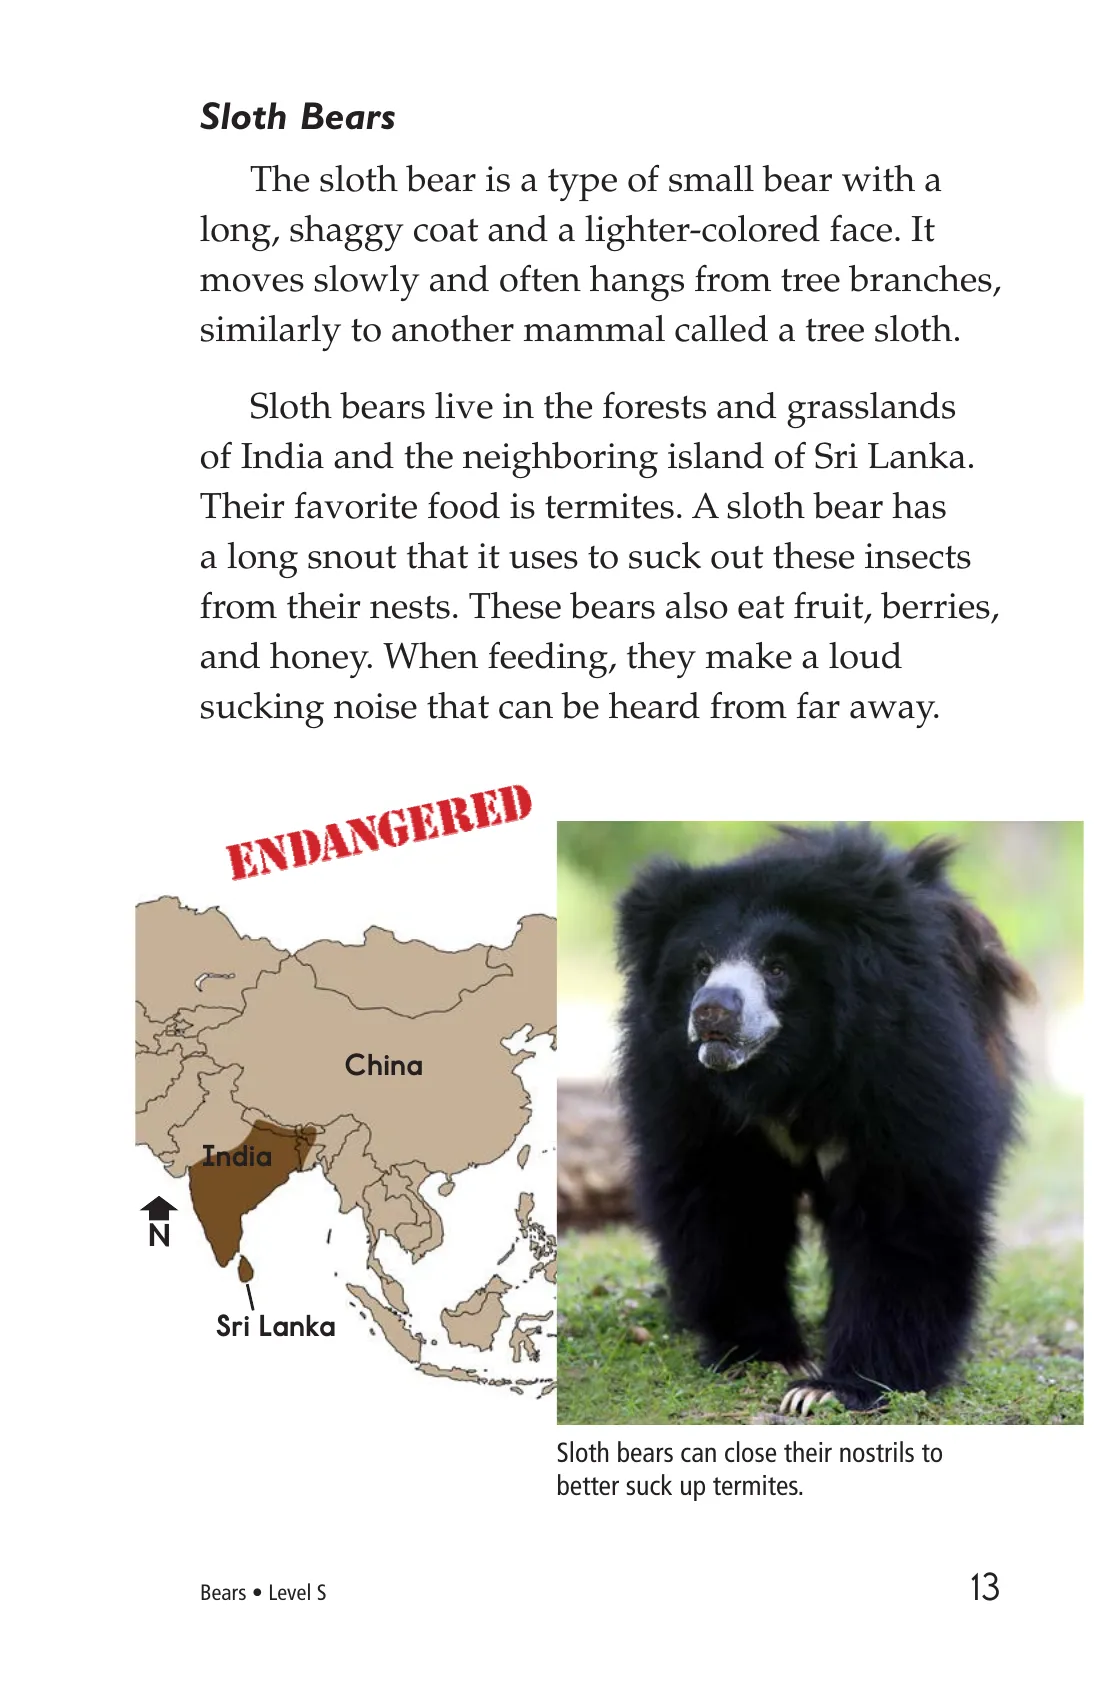 Sloth Bears
The sloth bear is a type of small bear with a
long, shaggy coat and a lighter-colored face. It
moves slowly and often hangs from tree branches,
similarly to another mammal called a tree sloth.
Sloth bears live in the forests and grasslands
of India and the neighboring island of Sri Lanka.
Their favorite food is termites. A sloth bear has
a long snout that it uses to suck out these insects
from their nests. These bears also eat fruit, berries,
and honey. When feeding, they make a loud
sucking noise that can be heard from far away.
ENDANGERED
China
India
N
Sri Lanka
Sloth bears can close their nostrils to
better suck up termites.
Bears • Level S
13